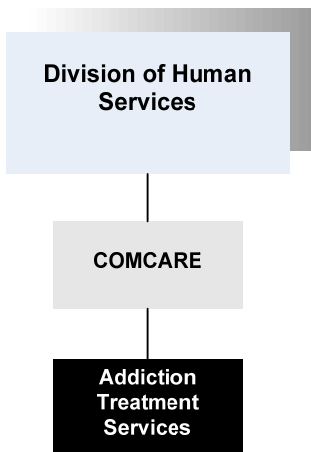 Division of Human
Services
COMCARE
Addiction
Treatment
Services